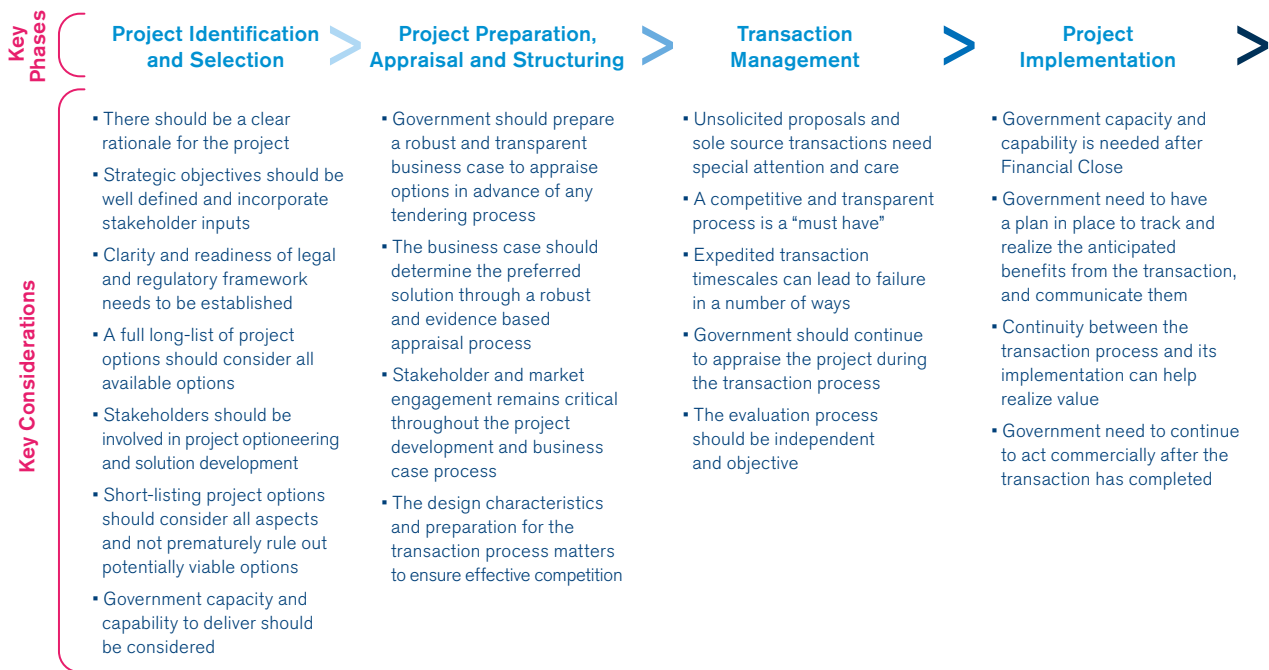 Key
Phases
Project Identification
and Selection
>
Project Preparation,
Appraisal and Structuring
>
Transaction
Management
>
Project
Implementation
>
Key Considerations
▪ There should be a clear
rationale for the project
▪ Strategic objectives should be
well defined and incorporate
stakeholder inputs
▪ Clarity and readiness of legal
and regulatory framework
needs to be established
▪ A full long-list of project
options should consider all
available options
▪ Stakeholders should be
involved in project optioneering
and solution development
▪ Short-listing project options
should consider all aspects
and not prematurely rule out
potentially viable options
▪ Government capacity and
capability to deliver should
be considered
▪ Government should prepare
a robust and transparent
business case to appraise
options in advance of any
tendering process
▪ The business case should
determine the preferred
solution through a robust
and evidence based
appraisal process
▪ Stakeholder and market
engagement remains critical
throughout the project
development and business
case process
▪ The design characteristics
and preparation for the
transaction process matters
to ensure effective competition
▪ Unsolicited proposals and
sole source transactions need
special attention and care
▪ A competitive and transparent
process is a “must have”
▪ Expedited transaction
timescales can lead to failure
in a number of ways
▪ Government should continue
to appraise the project during
the transaction process
▪ The evaluation process
should be independent
and objective
▪ Government capacity and
capability is needed after
Financial Close
▪ Government need to have
a plan in place to track and
realize the anticipated
benefits from the transaction,
and communicate them
▪ Continuity between the
transaction process and its
implementation can help
realize value
▪ Government need to continue
to act commercially after the
transaction has completed